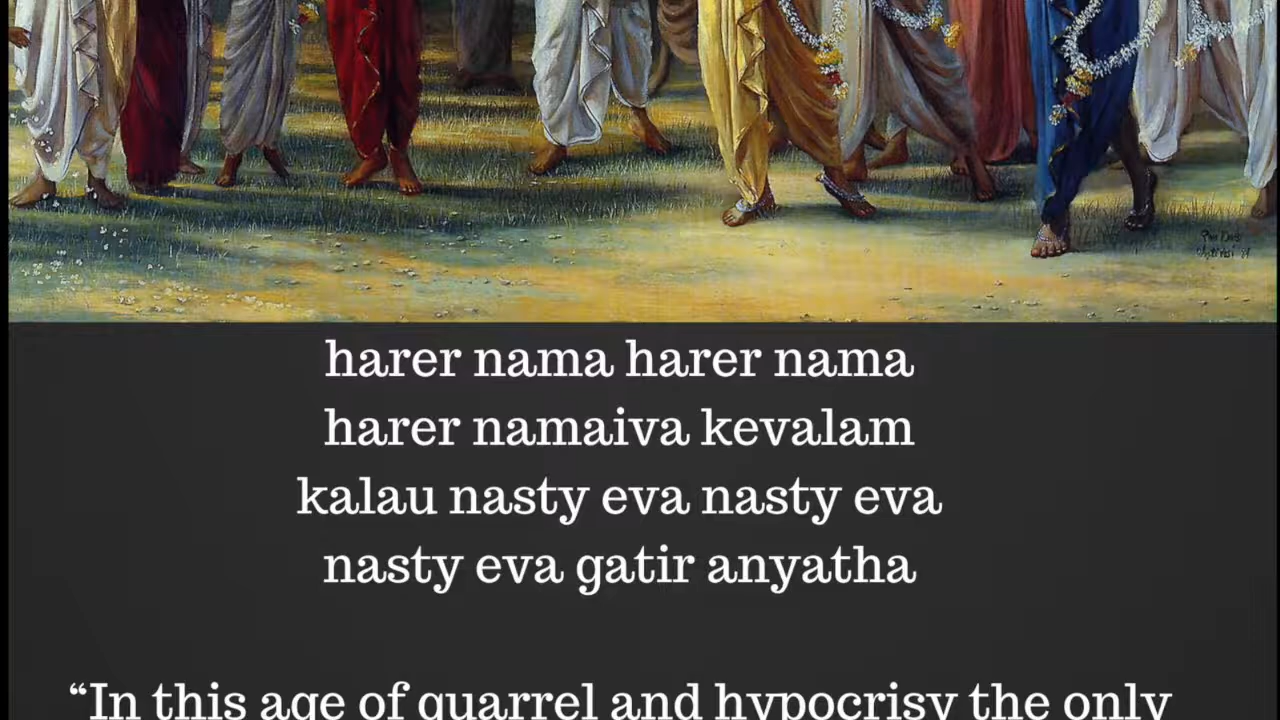 harer nama harer nama
harer namaiva kevalam
kalau nasty eva nasty eva
nasty eva gatir anyatha
“In this age of quarrel and hypocrisy the only